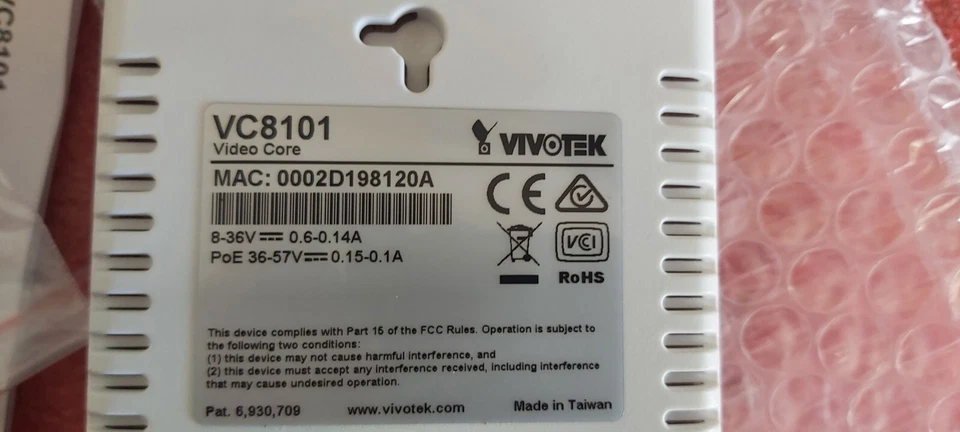 VC8101
VC8101
Video Core
VIVOTEK
MAC: 0002D198120A
8-36V⎓ 0.6-0.14A
PoE 36-57V⎓ 0.15-0.1A
CE
VCI
RoHS
This device complies with Part 15 of the FCC Rules. Operation is subject to
the following two conditions:
(1) this device may not cause harmful interference, and
(2) this device must accept any interference received, including interference
that may cause undesired operation.
Pat. 6,930,709 www.vivotek.com Made in Taiwan